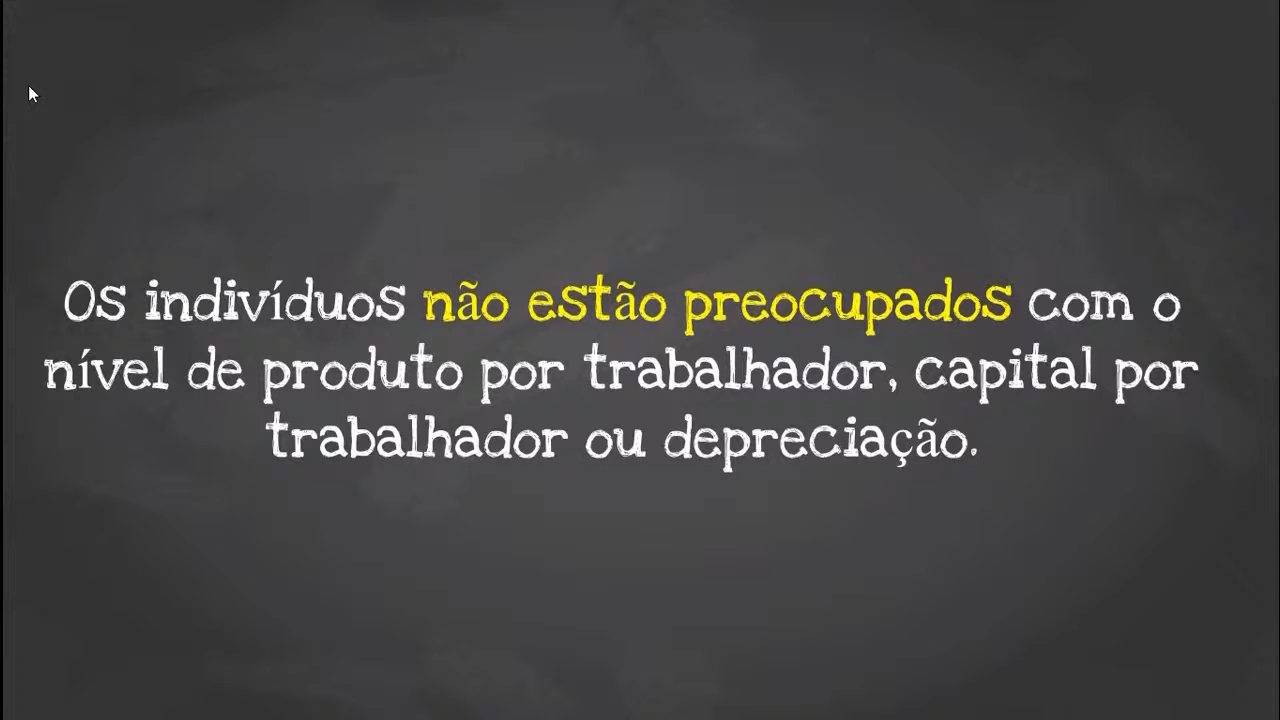 Os indivíduos não estão preocupados com o
nível de produto por trabalhador, capital por
trabalhador ou depreciação.